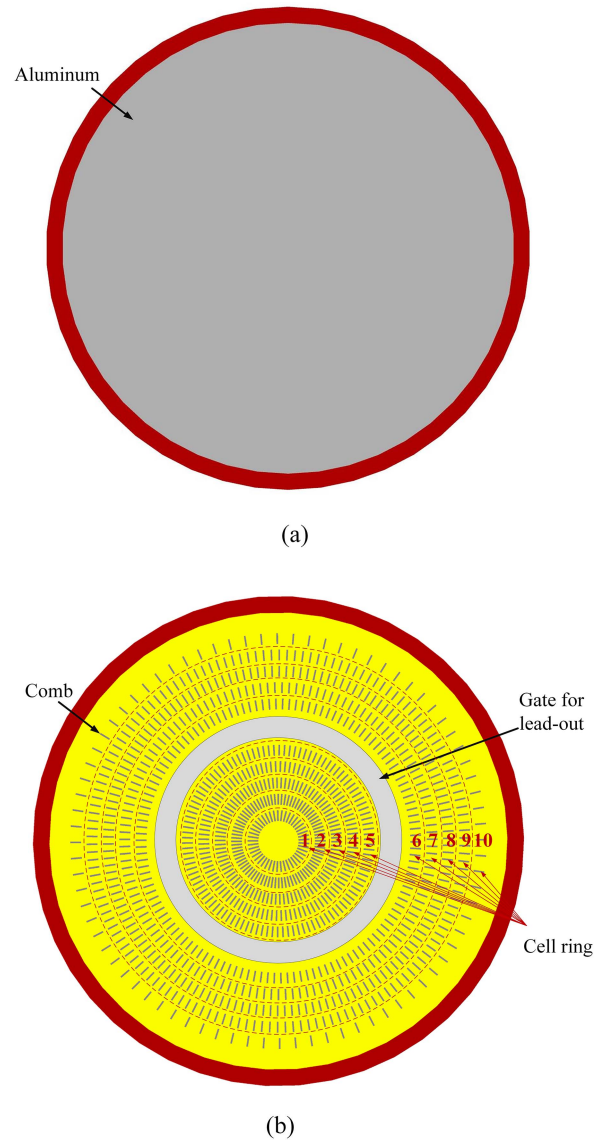 Aluminum
(a)
Comb
Gate for
lead-out
1 2 3 4 5 6 7 8 9 10
Cell ring
(b)